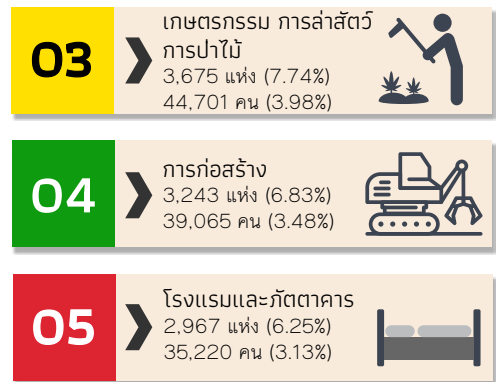 03
เกษตรกรรม การล่าสัตว์
การป่าไม้
3,675 แห่ง (7.74%)
44,701 คน (3.98%)
04
การก่อสร้าง
3,243 แห่ง (6.83%)
39,065 คน (3.48%)
05
โรงแรมและภัตตาคาร
2,967 แห่ง (6.25%)
35,220 คน (3.13%)